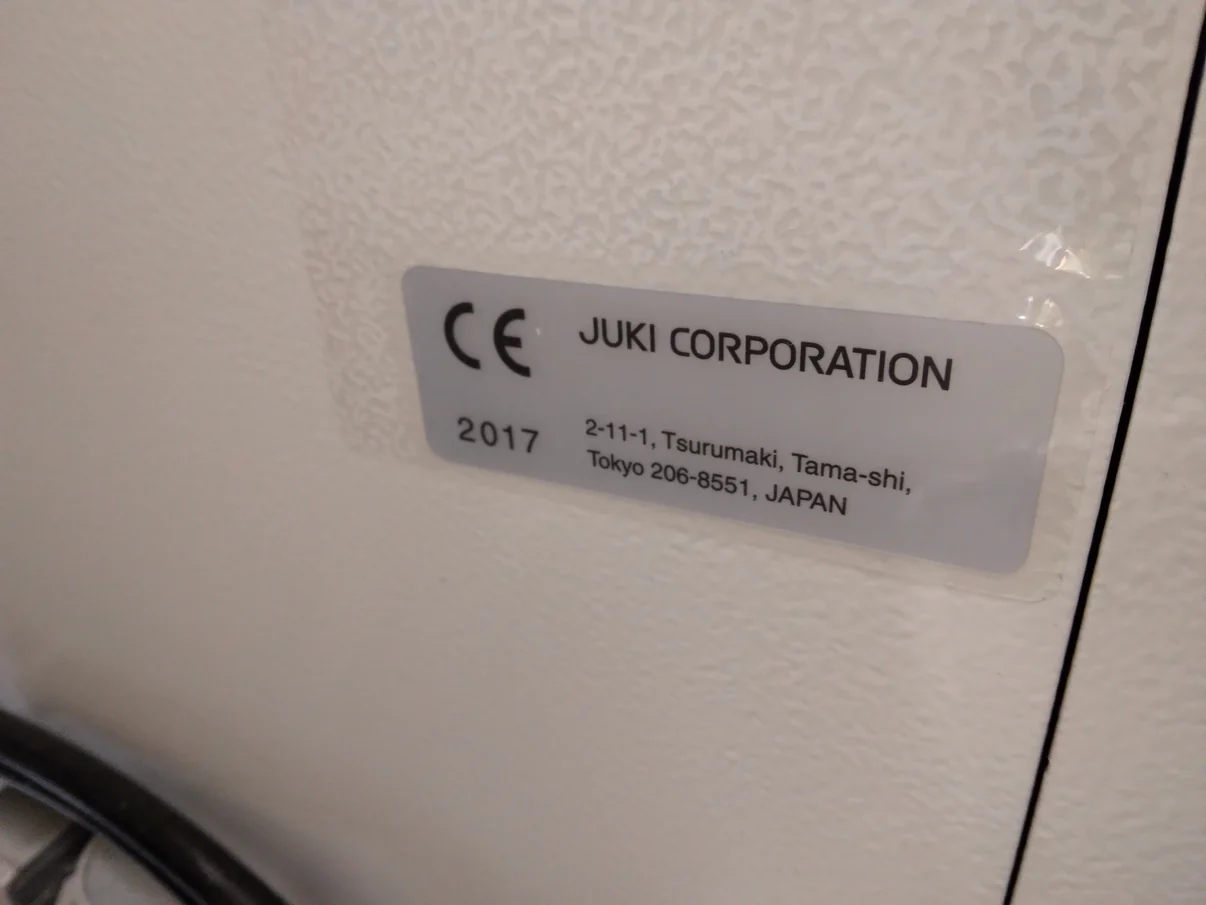 CE JUKI CORPORATION
2017
2-11-1, Tsurumaki, Tama-shi,
Tokyo 206-8551, JAPAN